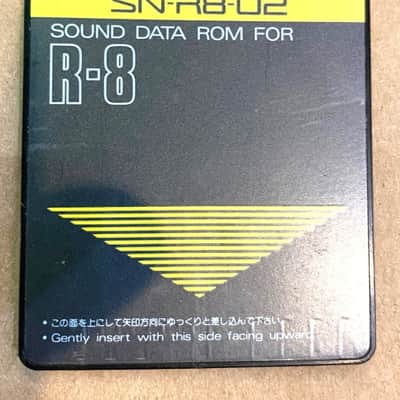 SN-R8-02
SOUND DATA ROM FOR
R-8
• この面を上にして矢印方向にゆっくりと差し込んで下さい。
• Gently insert with this side facing upward.